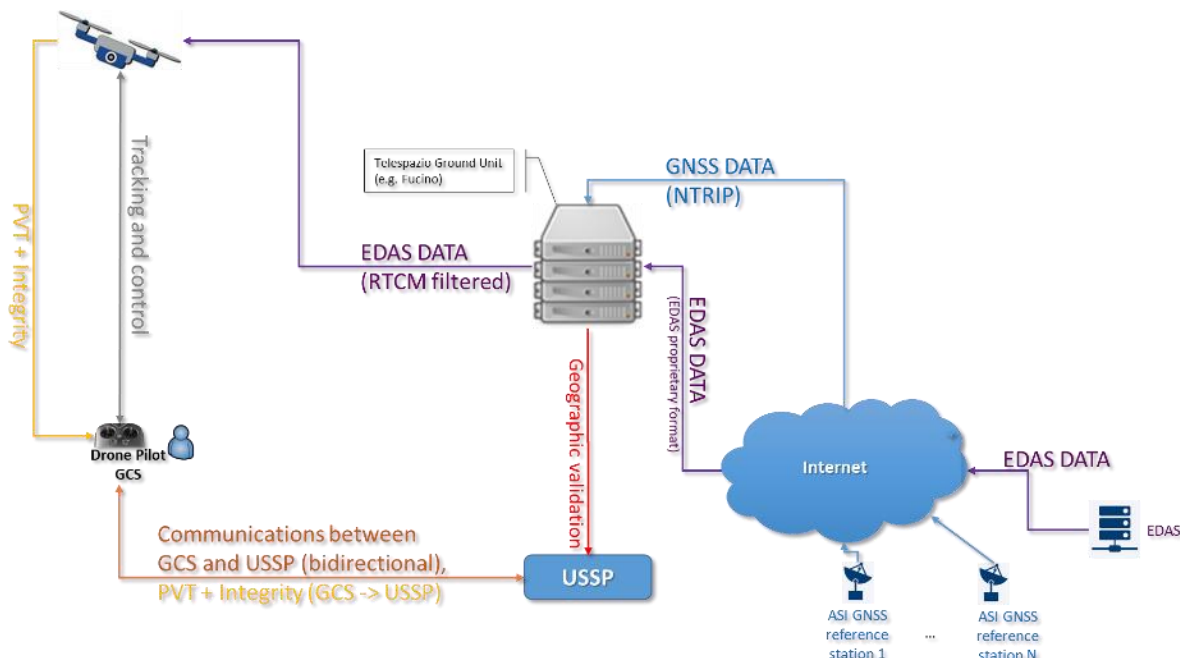 Telespazio Ground Unit
(e.g. Fucino)
GNSS DATA
(NTRIP)
Tracking and control
PVT + Integrity
EDAS DATA
(RTCM filtered)
EDAS DATA
(EDAS proprietary format)
Geographic validation
Drone Pilot
GCS
Internet
EDAS DATA
EDAS
Communications between
GCS and USSP (bidirectional),
PVT + Integrity (GCS -> USSP)
USSP
ASI GNSS
reference
station 1
...
ASI GNSS
reference
station N